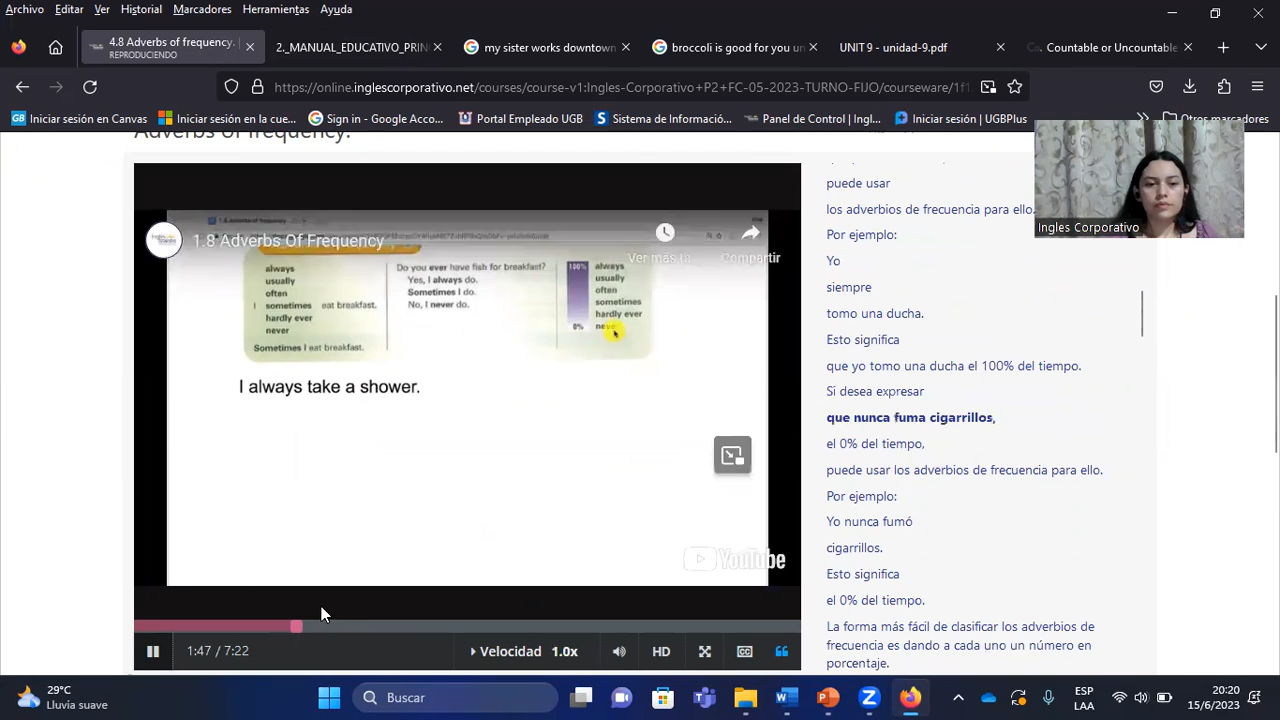 Archivo Editar Ver Historial Marcadores Herramientas Ayuda
4.8 Adverbs of frequency. | REPRODUCIENDO
2._MANUAL_EDUCATIVO_PRIN
my sister works downtown
broccoli is good for you un
UNIT 9 - unidad-9.pdf
Countable or Uncountable
https://online.inglescorporativo.net/courses/course-v1:Ingles-Corporativo+P2+FC-05-2023-TURNO-FIJO/courseware/1f1
Iniciar sesión en Canvas
Iniciar sesión en la cue...
Sign in - Google Acco...
Portal Empleado UGB
Sistema de Informació...
Panel de Control | Ingl...
Iniciar sesión | UGBPlus
Otros marcadores
Adverbs of frequency.
1.8 Adverbs Of Frequency
Ver más ta
Compartir
always
usually
often
I sometimes eat breakfast.
hardly ever
never
Sometimes I eat breakfast.
Do you ever have fish for breakfast?
Yes, I always do.
Sometimes I do.
No, I never do.
100%
0%
always
usually
often
sometimes
hardly ever
never
I always take a shower.
YouTube
1:47 / 7:22
Velocidad 1.0x
HD
puede usar
los adverbios de frecuencia para ello.
Por ejemplo:
Yo
siempre
tomo una ducha.
Esto significa
que yo tomo una ducha el 100% del tiempo.
Si desea expresar
que nunca fuma cigarrillos,
el 0% del tiempo,
puede usar los adverbios de frecuencia para ello.
Por ejemplo:
Yo nunca fumó
cigarrillos.
Esto significa
el 0% del tiempo.
La forma más fácil de clasificar los adverbios de
frecuencia es dando a cada uno un número en
porcentaje.
Ingles Corporativo
29°C
Lluvia suave
Buscar
ESP
LAA
20:20
15/6/2023